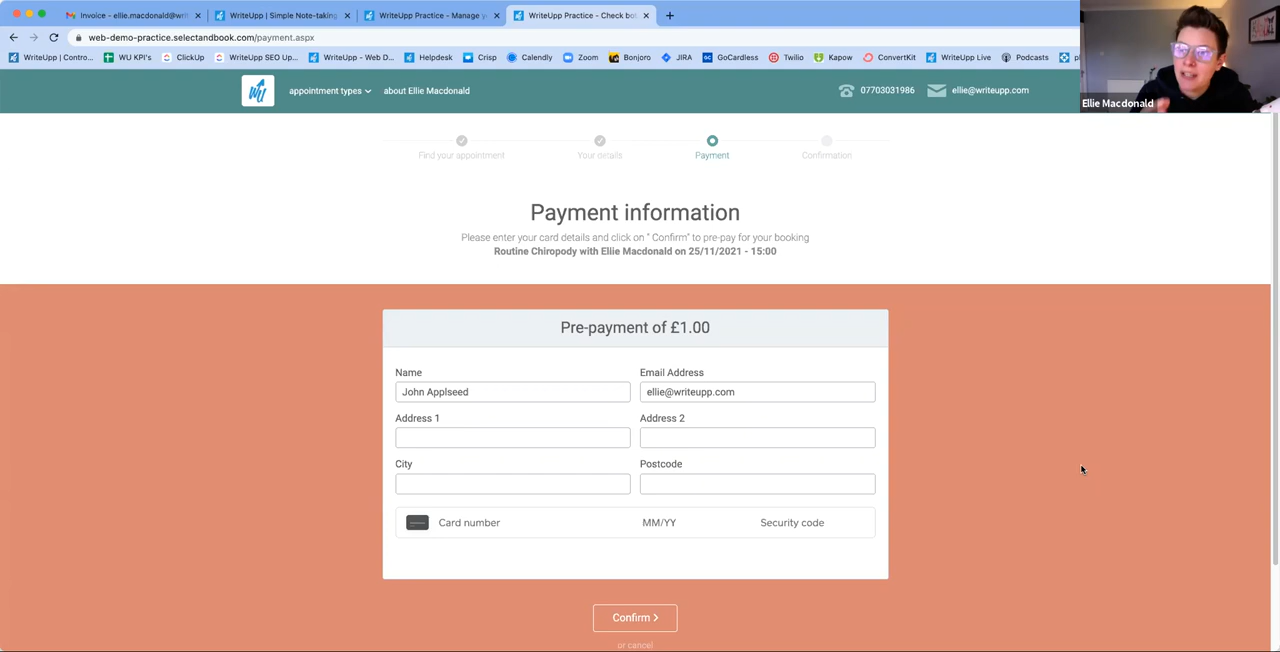 Invoice - ellie.macdonald@wri
WriteUpp | Simple Note-taking
WriteUpp Practice - Manage y
WriteUpp Practice - Check bo
web-demo-practice.selectandbook.com/payment.aspx
WriteUpp | Contro... WU KPI's ClickUp WriteUpp SEO Up... WriteUpp - Web D... Helpdesk Crisp Calendly Zoom Bonjoro JIRA GoCardless Twilio Kapow ConvertKit WriteUpp Live Podcasts
WU appointment types about Ellie Macdonald 07703031986 ellie@writeupp.com
Ellie Macdonald
Find your appointment Your details Payment Confirmation
Payment information
Please enter your card details and click on " Confirm" to pre-pay for your booking
Routine Chiropody with Ellie Macdonald on 25/11/2021 - 15:00
Pre-payment of £1.00
Name Email Address
John Applseed ellie@writeupp.com
Address 1 Address 2
City Postcode
Card number MM/YY Security code
Confirm
or cancel